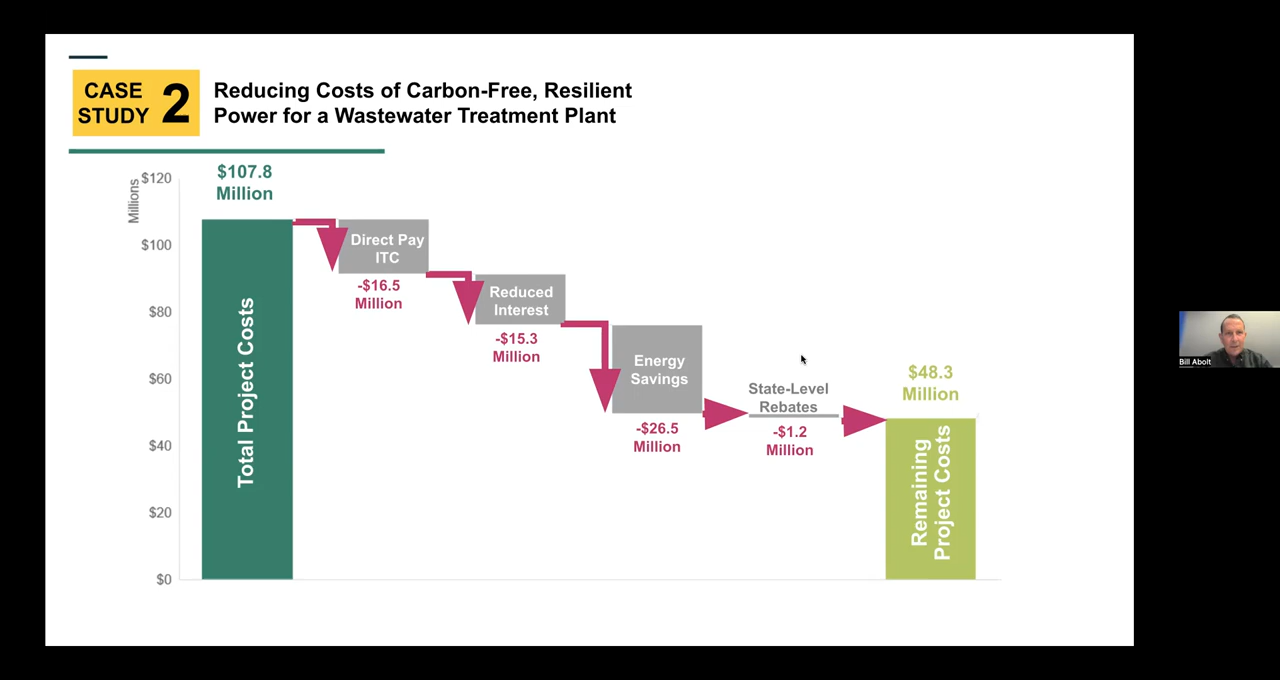 CASE
STUDY 2
Reducing Costs of Carbon-Free, Resilient
Power for a Wastewater Treatment Plant
Millions
$120
$100
$80
$60
$40
$20
$0
$107.8
Million
Total Project Costs
Direct Pay
ITC
-$16.5
Million
Reduced
Interest
-$15.3
Million
Energy
Savings
-$26.5
Million
State-Level
Rebates
-$1.2
Million
$48.3
Million
Remaining
Project Costs
Bill Abolt